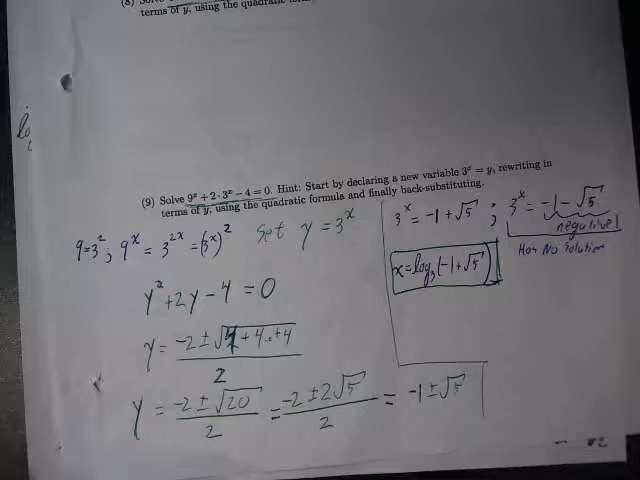 (8) Solve
terms of y, using the quadratic
(9) Solve 9^x + 2 · 3^x − 4 = 0. Hint: Start by declaring a new variable 3^x = y, rewriting in
terms of y, using the quadratic formula and finally back-substituting.
9=3^2; 9^x = 3^{2x} = (3^x)^2 Set y = 3^x
y^2 + 2y − 4 = 0
y = (−2 ± √(4 + 4·4)) / 2
y = (−2 ± √20) / 2 = (−2 ± 2√5) / 2 = −1 ± √5
3^x = −1 + √5 ; 3^x = −1 − √5
negative!
Has No Solution
x = log_3(−1 + √5)